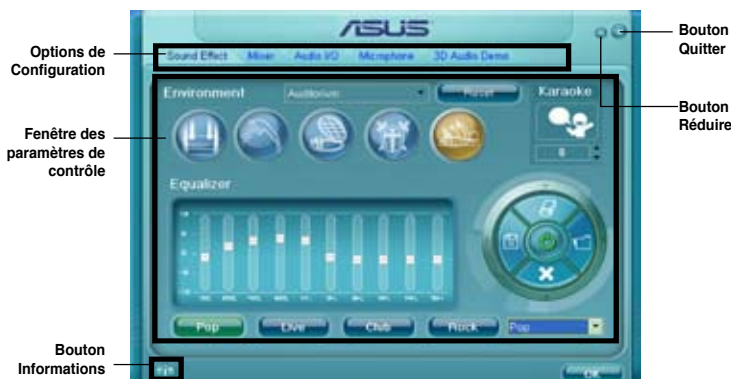 ASUS
Options de
Configuration
Sound Effect Mixer Audio I/O Microphone 3D Audio Demo
Bouton
Quitter
Bouton
Réduire
Fenêtre des
paramètres de
contrôle
Environment Auditorium Reset Karaoke
Equalizer
Pop Live Club Rock Pop
Bouton
Informations
OK